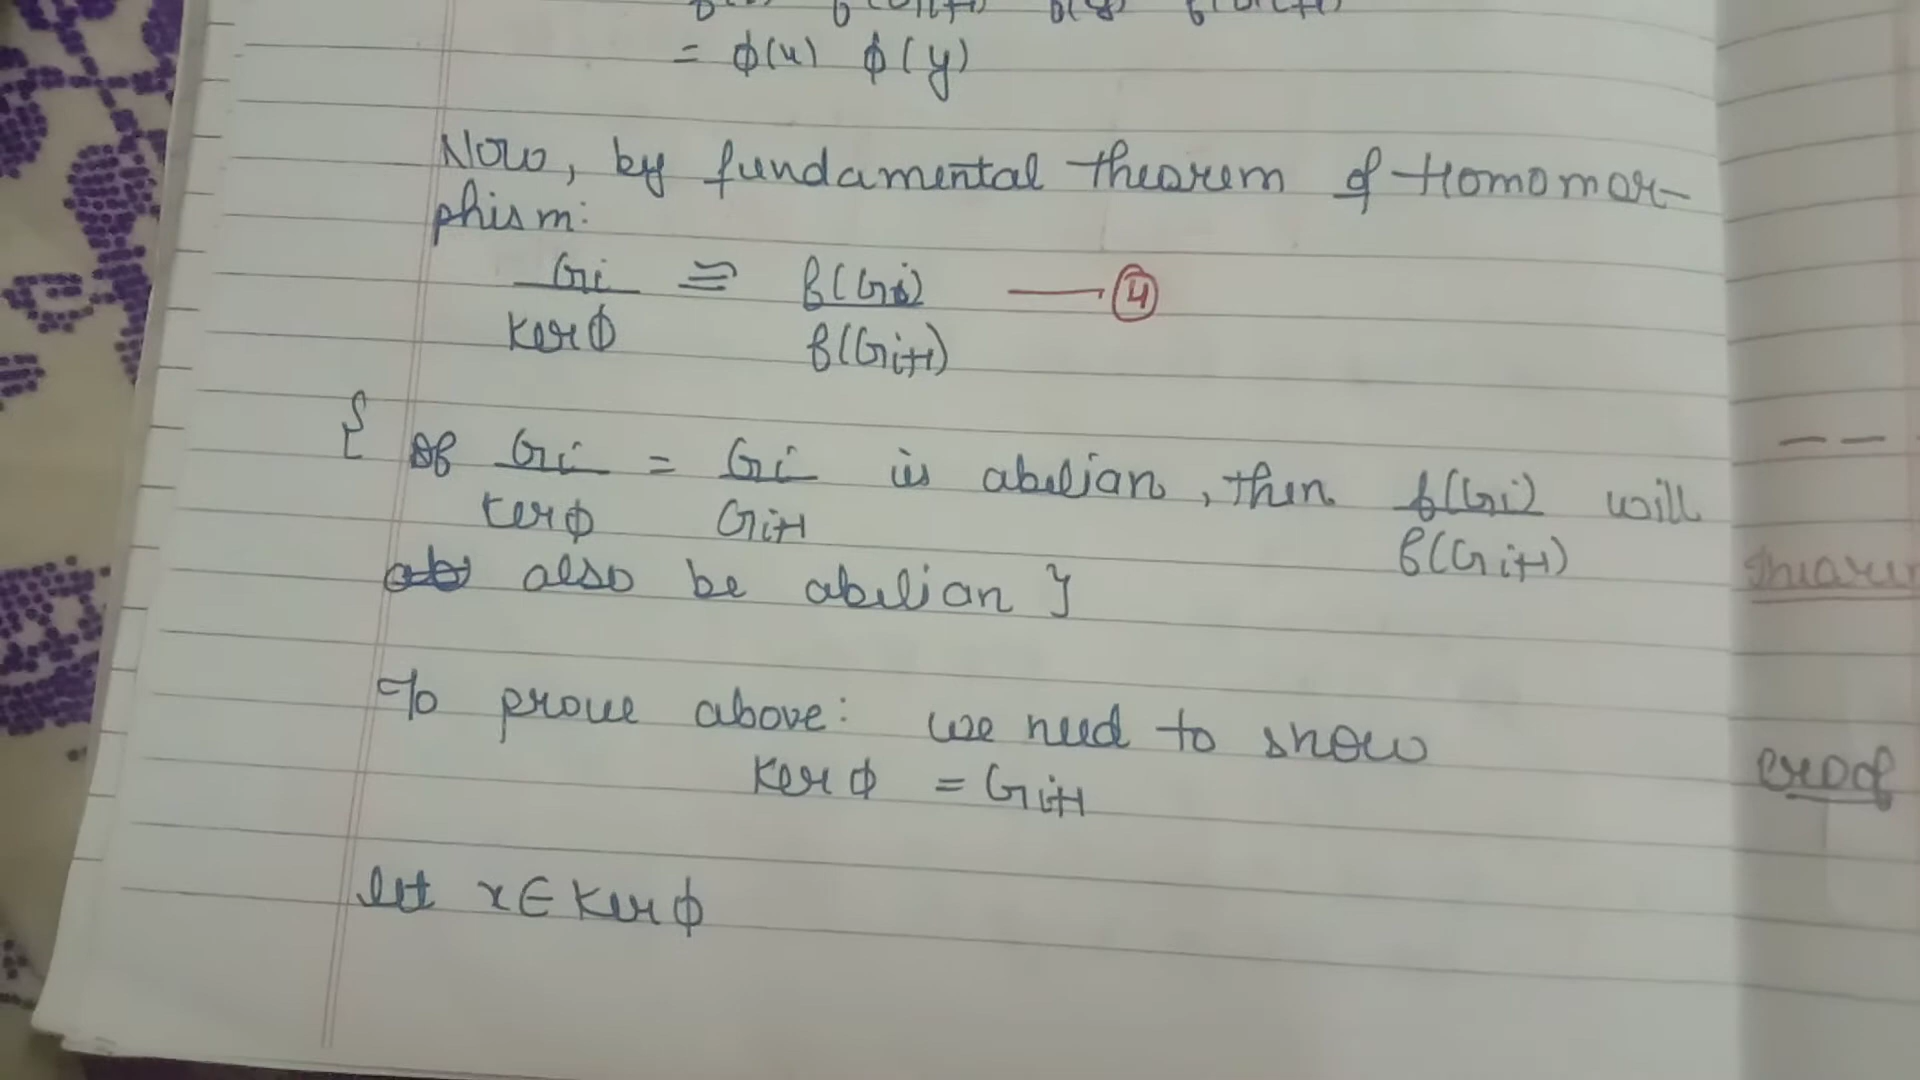 = ϕ(x) ϕ(y)
Now, by fundamental theorem of Homomor-
phism:
Gi/Kerϕ ≅ f(Gi)/f(Gi+1) — 4
{ If Gi/Kerϕ = Gi/Gi+1 is abelian, then f(Gi)/f(Gi+1) will
also be abelian }
To prove above: we need to show
Kerϕ = Gi+1
let x ∈ Kerϕ
Proof